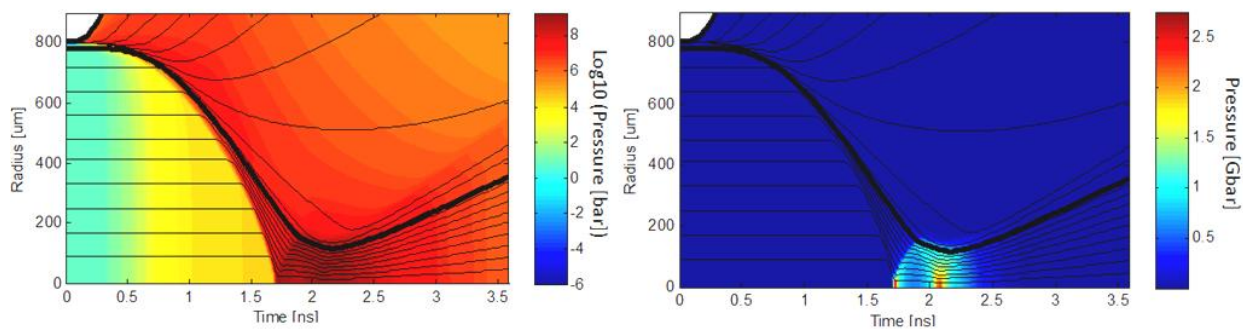 800
600
400
200
0
Radius [um]
0 0.5 1 1.5 2 2.5 3 3.5
Time [ns]
8
6
4
2
0
-2
-4
-6
Log10 (Pressure [bar])
800
600
400
200
0
Radius [um]
0 0.5 1 1.5 2 2.5 3 3.5
Time [ns]
2.5
2
1.5
1
0.5
Pressure [Gbar]